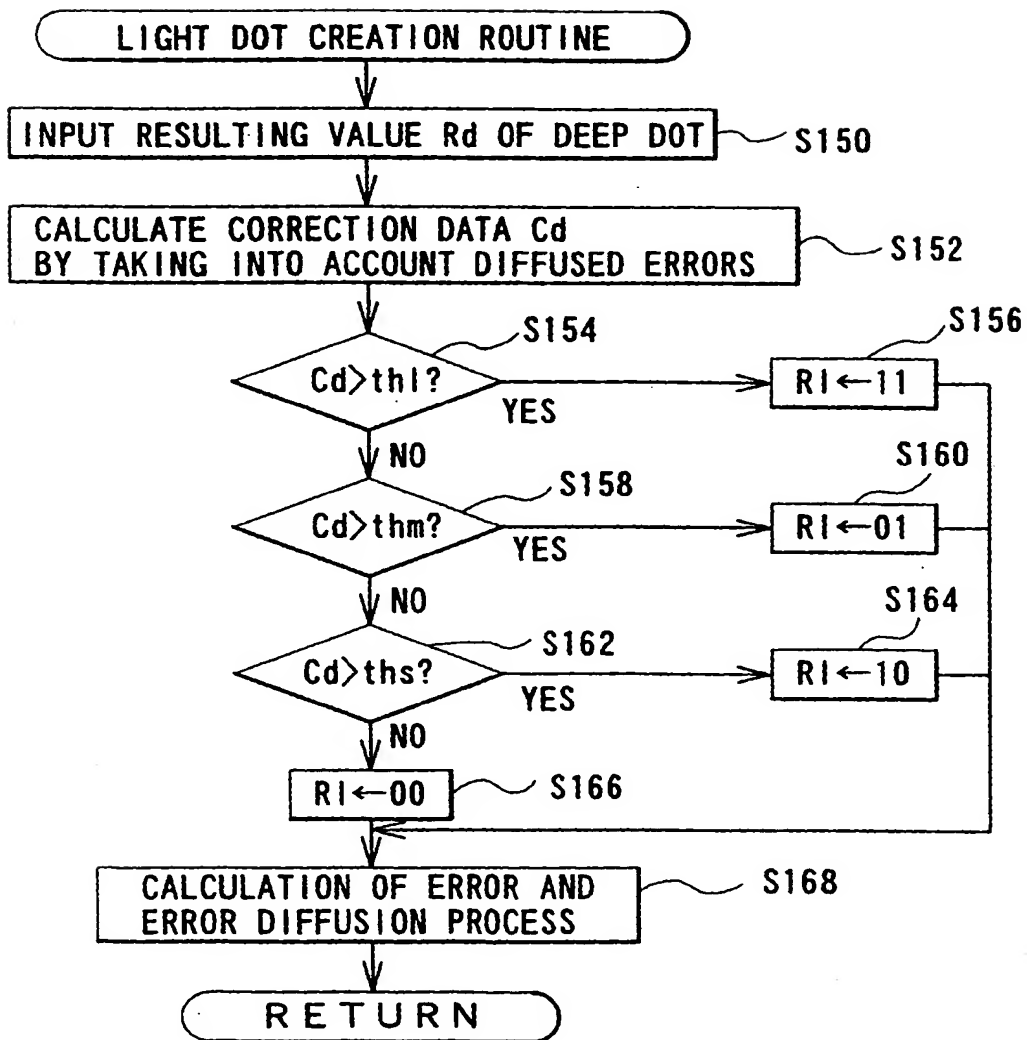 LIGHT DOT CREATION ROUTINE
INPUT RESULTING VALUE Rd OF DEEP DOT
S150
CALCULATE CORRECTION DATA Cd
BY TAKING INTO ACCOUNT DIFFUSED ERRORS
S152
S154
Cd>thl?
YES
S156
Rl←11
NO
S158
Cd>thm?
YES
S160
Rl←01
NO
S162
Cd>ths?
YES
S164
Rl←10
NO
Rl←00
S166
CALCULATION OF ERROR AND
ERROR DIFFUSION PROCESS
S168
RETURN